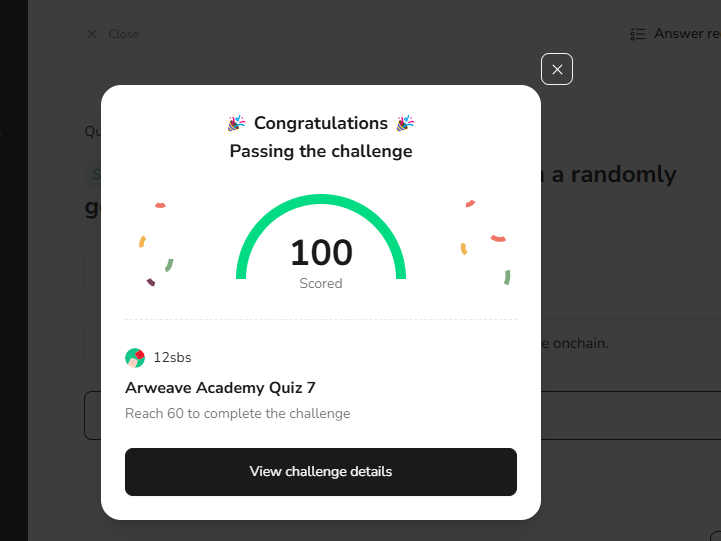 Close
Answer re
Qu
n a randomly
g
Congratulations
Passing the challenge
100
Scored
e onchain.
12sbs
Arweave Academy Quiz 7
Reach 60 to complete the challenge
View challenge details